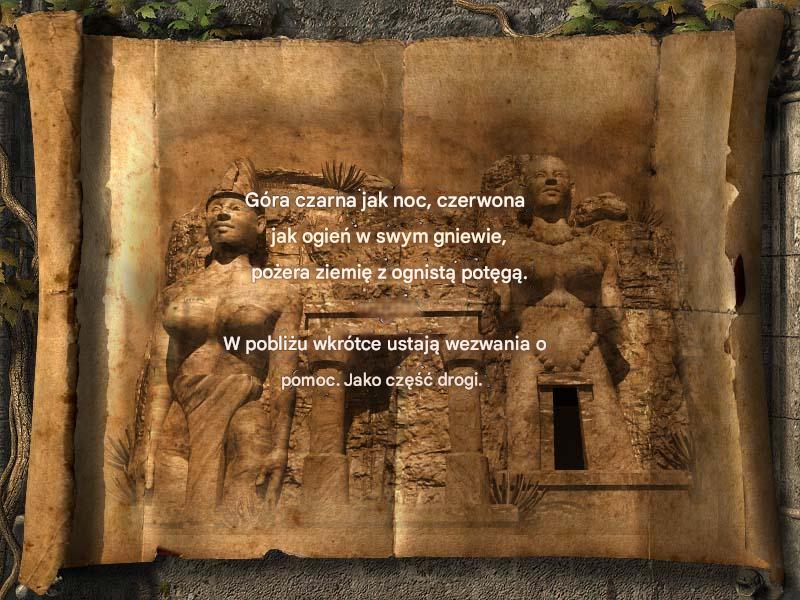 Góra czarna jak noc, czerwona
jak ogień w swym gniewie,
pożera ziemię z ognistą potęgą.
W pobliżu wkrótce ustają wezwania o
pomoc. Jako część drogi.